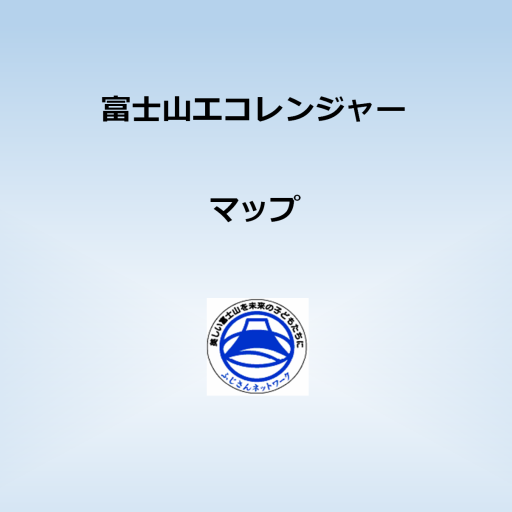 富士山エコレンジャー
マップ
美しい富士山を未来の子どもたちに
ふじさんネットワーク